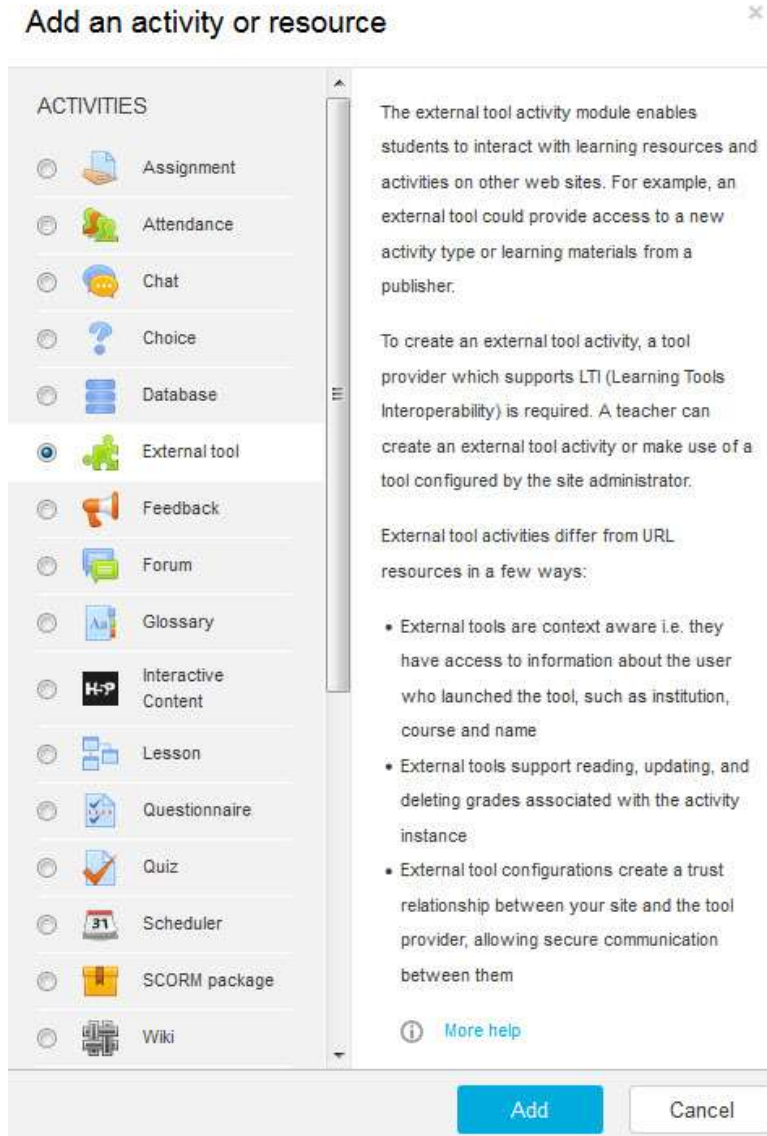 Add an activity or resource
×
ACTIVITIES
Assignment
Attendance
Chat
Choice
Database
External tool
Feedback
Forum
Aa
Glossary
H-P
Interactive
Content
Lesson
Questionnaire
Quiz
31
Scheduler
SCORM package
Wiki
The external tool activity module enables
students to interact with learning resources and
activities on other web sites. For example, an
external tool could provide access to a new
activity type or learning materials from a
publisher.
To create an external tool activity, a tool
provider which supports LTI (Learning Tools
Interoperability) is required. A teacher can
create an external tool activity or make use of a
tool configured by the site administrator.
External tool activities differ from URL
resources in a few ways:
• External tools are context aware i.e. they
have access to information about the user
who launched the tool, such as institution,
course and name
• External tools support reading, updating, and
deleting grades associated with the activity
instance
• External tool configurations create a trust
relationship between your site and the tool
provider, allowing secure communication
between them
More help
Add
Cancel